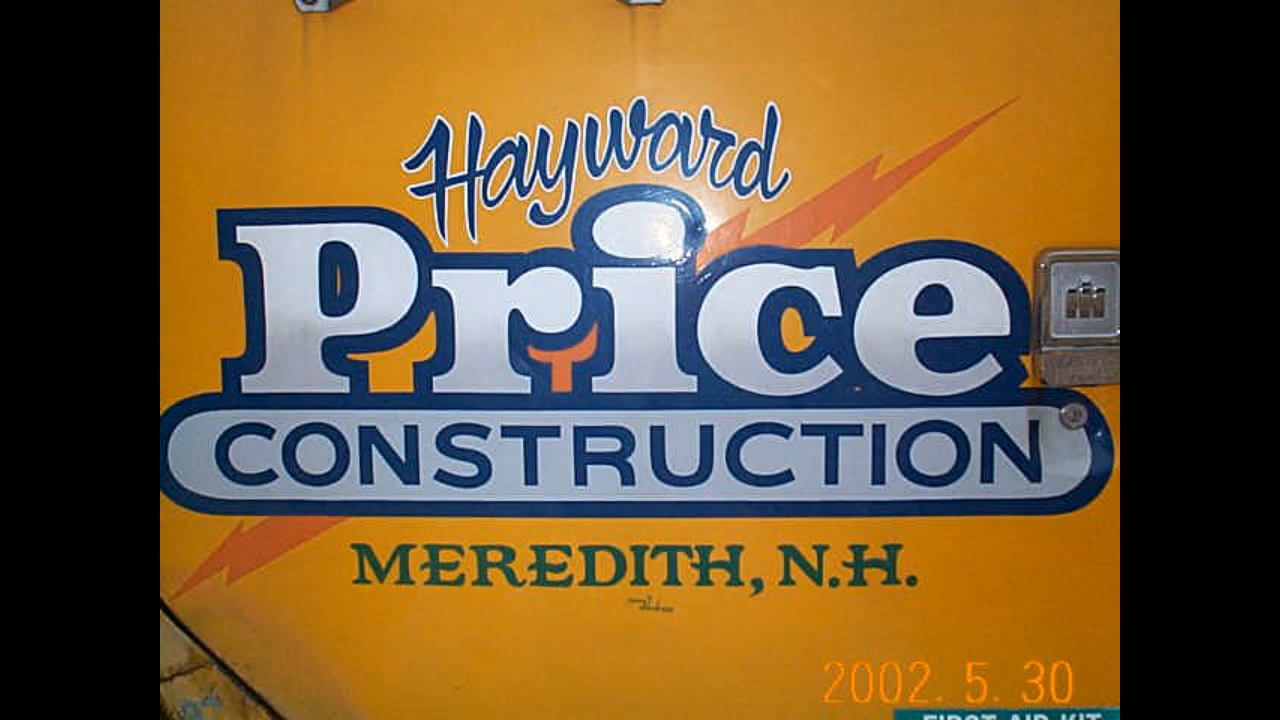 Hayward
Price
CONSTRUCTION
MEREDITH, N.H.
2002. 5. 30
FIRST AID KIT